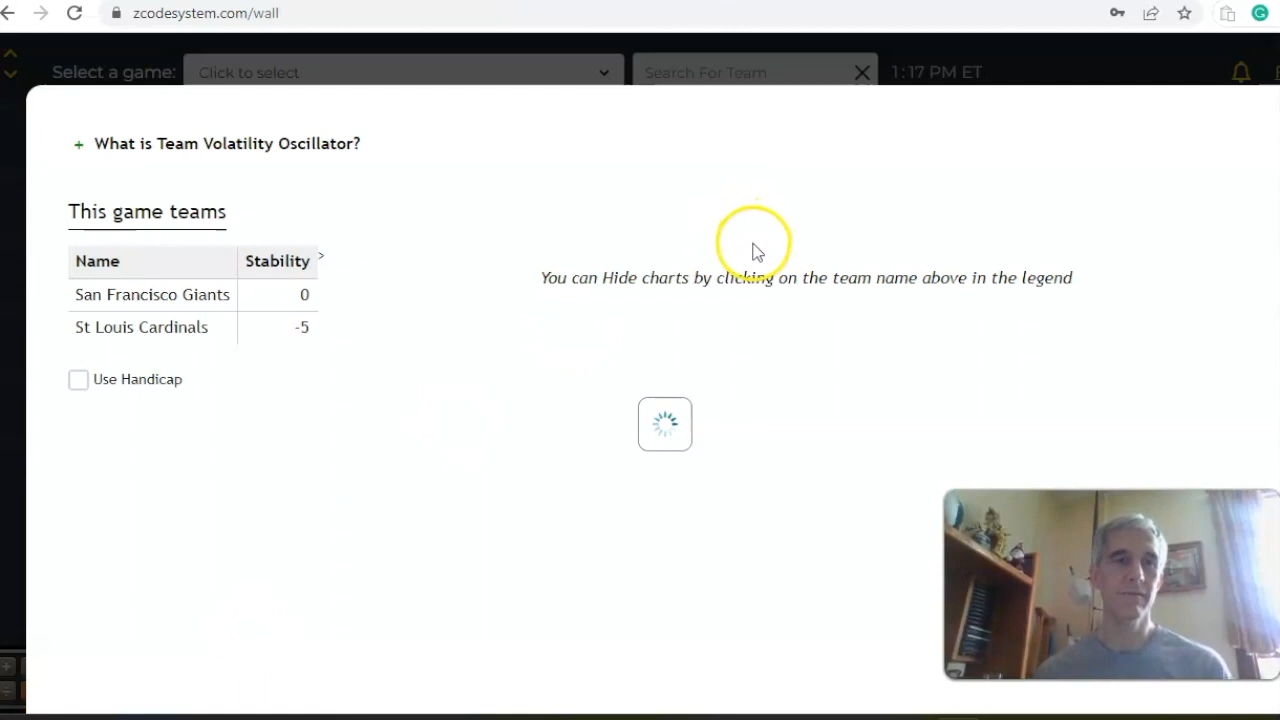 zcodesystem.com/wall
Select a game: Click to select Search For Team 1:17 PM ET
+ What is Team Volatility Oscillator?
This game teams
Name Stability >
San Francisco Giants 0
St Louis Cardinals -5
Use Handicap
You can Hide charts by clicking on the team name above in the legend